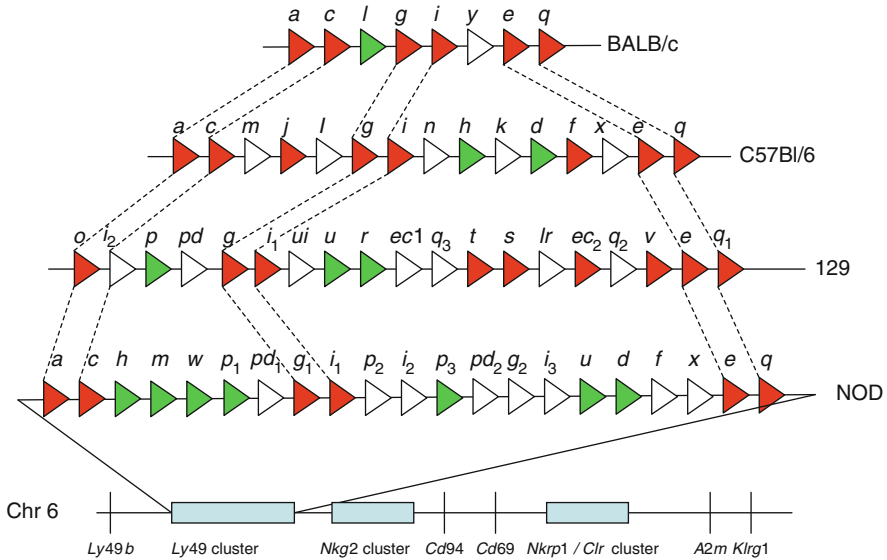 a c l g i y e q
BALB/c
a c m j l g i n h k d f x e q
C57Bl/6
o i2 p pd g i1 ui u r ec1 q3 t s lr ec2 q2 v e q1
129
a c h m w p1 pd1 g1 i1 p2 i2 p3 pd2 g2 i3 u d f x e q
NOD
Chr 6
Ly49b Ly49 cluster Nkg2 cluster Cd94 Cd69 Nkrp1 / Clr cluster A2m Klrg1